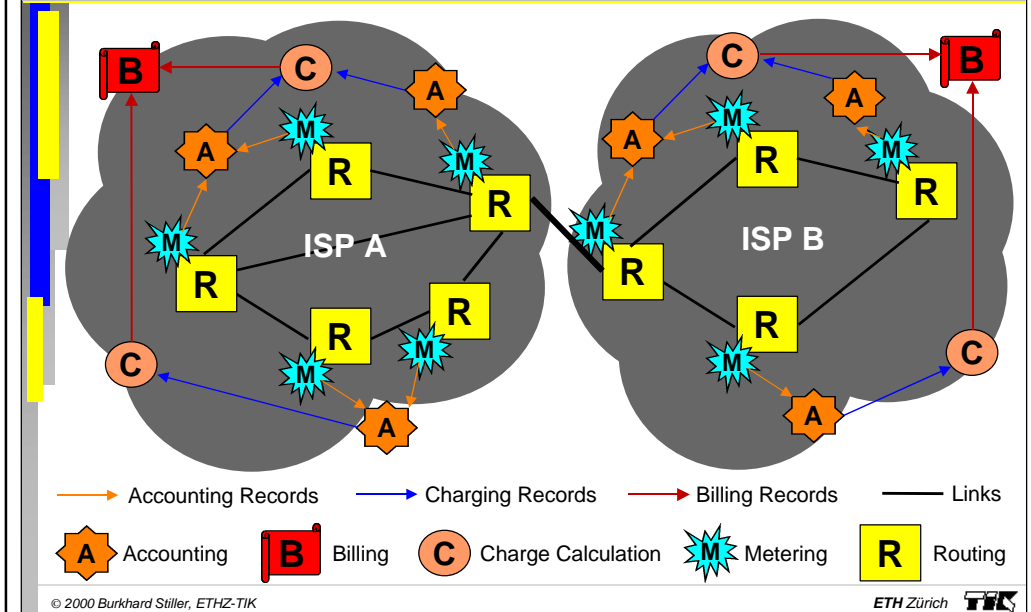 B C A C A B
A M M A M M
R R R R
M ISP A M ISP B
R R
R R R
C M M M C
A A
Accounting Records Charging Records Billing Records Links
A Accounting B Billing C Charge Calculation M Metering R Routing
© 2000 Burkhard Stiller, ETHZ-TIK ETH Zürich TIK